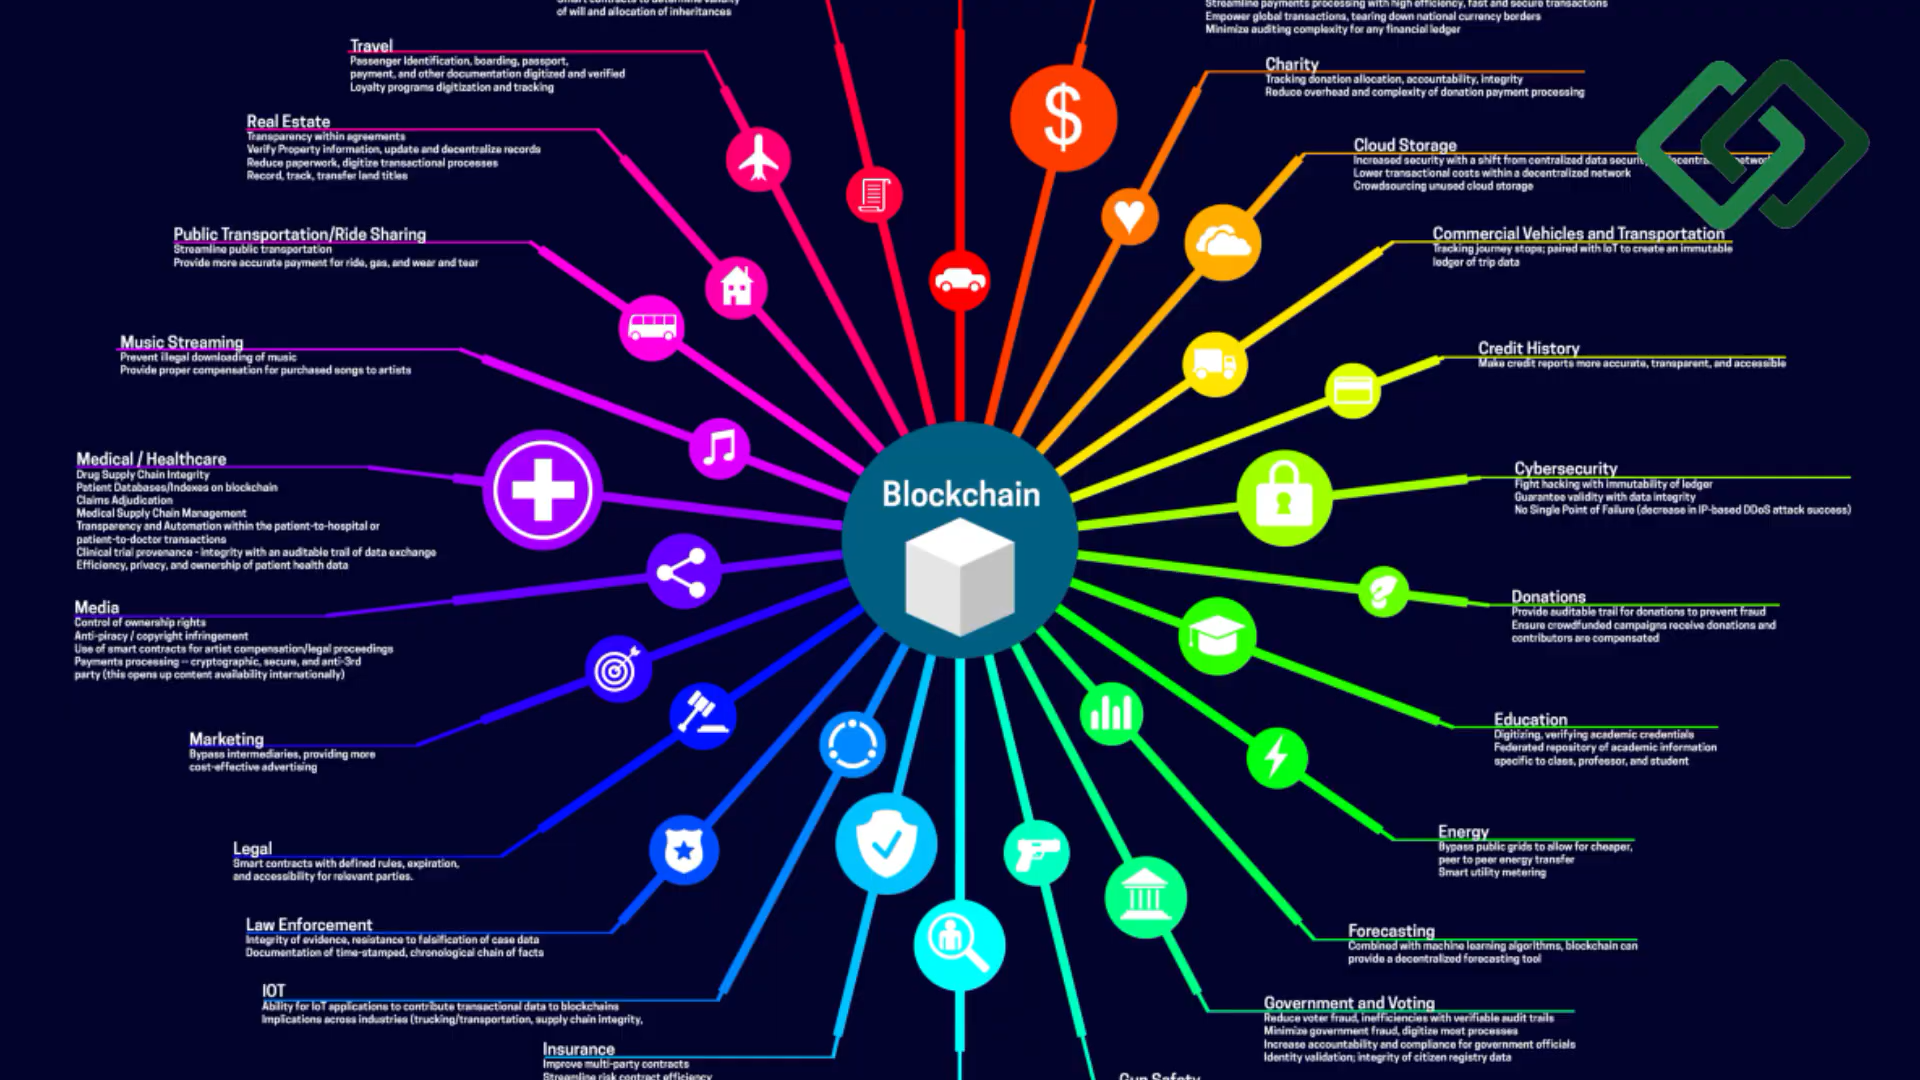 Smart contracts to determine validity
of will and allocation of inheritances
Streamline payments processing with high efficiency, fast and secure transactions
Empower global transactions, tearing down national currency borders
Minimize auditing complexity for any financial ledger
Travel
Passenger Identification, boarding, passport,
payment, and other documentation digitized and verified
Loyalty programs digitization and tracking
Charity
Tracking donation allocation, accountability, integrity
Reduce overhead and complexity of donation payment processing
Real Estate
Transparency within agreements
Verify Property information, update and decentralize records
Reduce paperwork, digitize transactional processes
Record, track, transfer land titles
Cloud Storage
Increased security with a shift from centralized data security
Lower transactional costs within a decentralized network
Crowdsourcing unused cloud storage
Public Transportation/Ride Sharing
Streamline public transportation
Provide more accurate payment for ride, gas, and wear and tear
Commercial Vehicles and Transportation
Tracking journey stops; paired with IoT to create an immutable
ledger of trip data
Music Streaming
Prevent illegal downloading of music
Provide proper compensation for purchased songs to artists
Credit History
Make credit reports more accurate, transparent, and accessible
Medical / Healthcare
Drug Supply Chain Integrity
Patient Databases/Indexes on blockchain
Claims Adjudication
Medical Supply Chain Management
Transparency and Automation within the patient-to-hospital or
patient-to-doctor transactions
Clinical trial provenance - integrity with an auditable trail of data exchange
Efficiency, privacy, and ownership of patient health data
Blockchain
Cybersecurity
Fight hacking with immutability of ledger
Guarantee validity with data integrity
No Single Point of Failure (decrease in IP-based DDoS attack success)
Media
Control of ownership rights
Anti-piracy / copyright infringement
Use of smart contracts for artist compensation/legal proceedings
Payments processing -- cryptographic, secure, and anti-3rd
party (this opens up content availability internationally)
Donations
Provide auditable trail for donations to prevent fraud
Ensure crowdfunded campaigns receive donations and
contributors are compensated
Marketing
Bypass intermediaries, providing more
cost-effective advertising
Education
Digitizing, verifying academic credentials
Federated repository of academic information
specific to class, professor, and student
Legal
Smart contracts with defined rules, expiration,
and accessibility for relevant parties.
Energy
Bypass public grids to allow for cheaper,
peer to peer energy transfer
Smart utility metering
Law Enforcement
Integrity of evidence, resistance to falsification of case data
Documentation of time-stamped, chronological chain of facts
Forecasting
Combined with machine learning algorithms, blockchain can
provide a decentralized forecasting tool
IOT
Ability for IoT applications to contribute transactional data to blockchains
Implications across industries (trucking/transportation, supply chain integrity,
Government and Voting
Reduce voter fraud, inefficiencies with verifiable audit trails
Minimize government fraud, digitize most processes
Increase accountability and compliance for government officials
Identity validation; integrity of citizen registry data
Insurance
Improve multi-party contracts
Streamline risk contract efficiency
Gun Safety